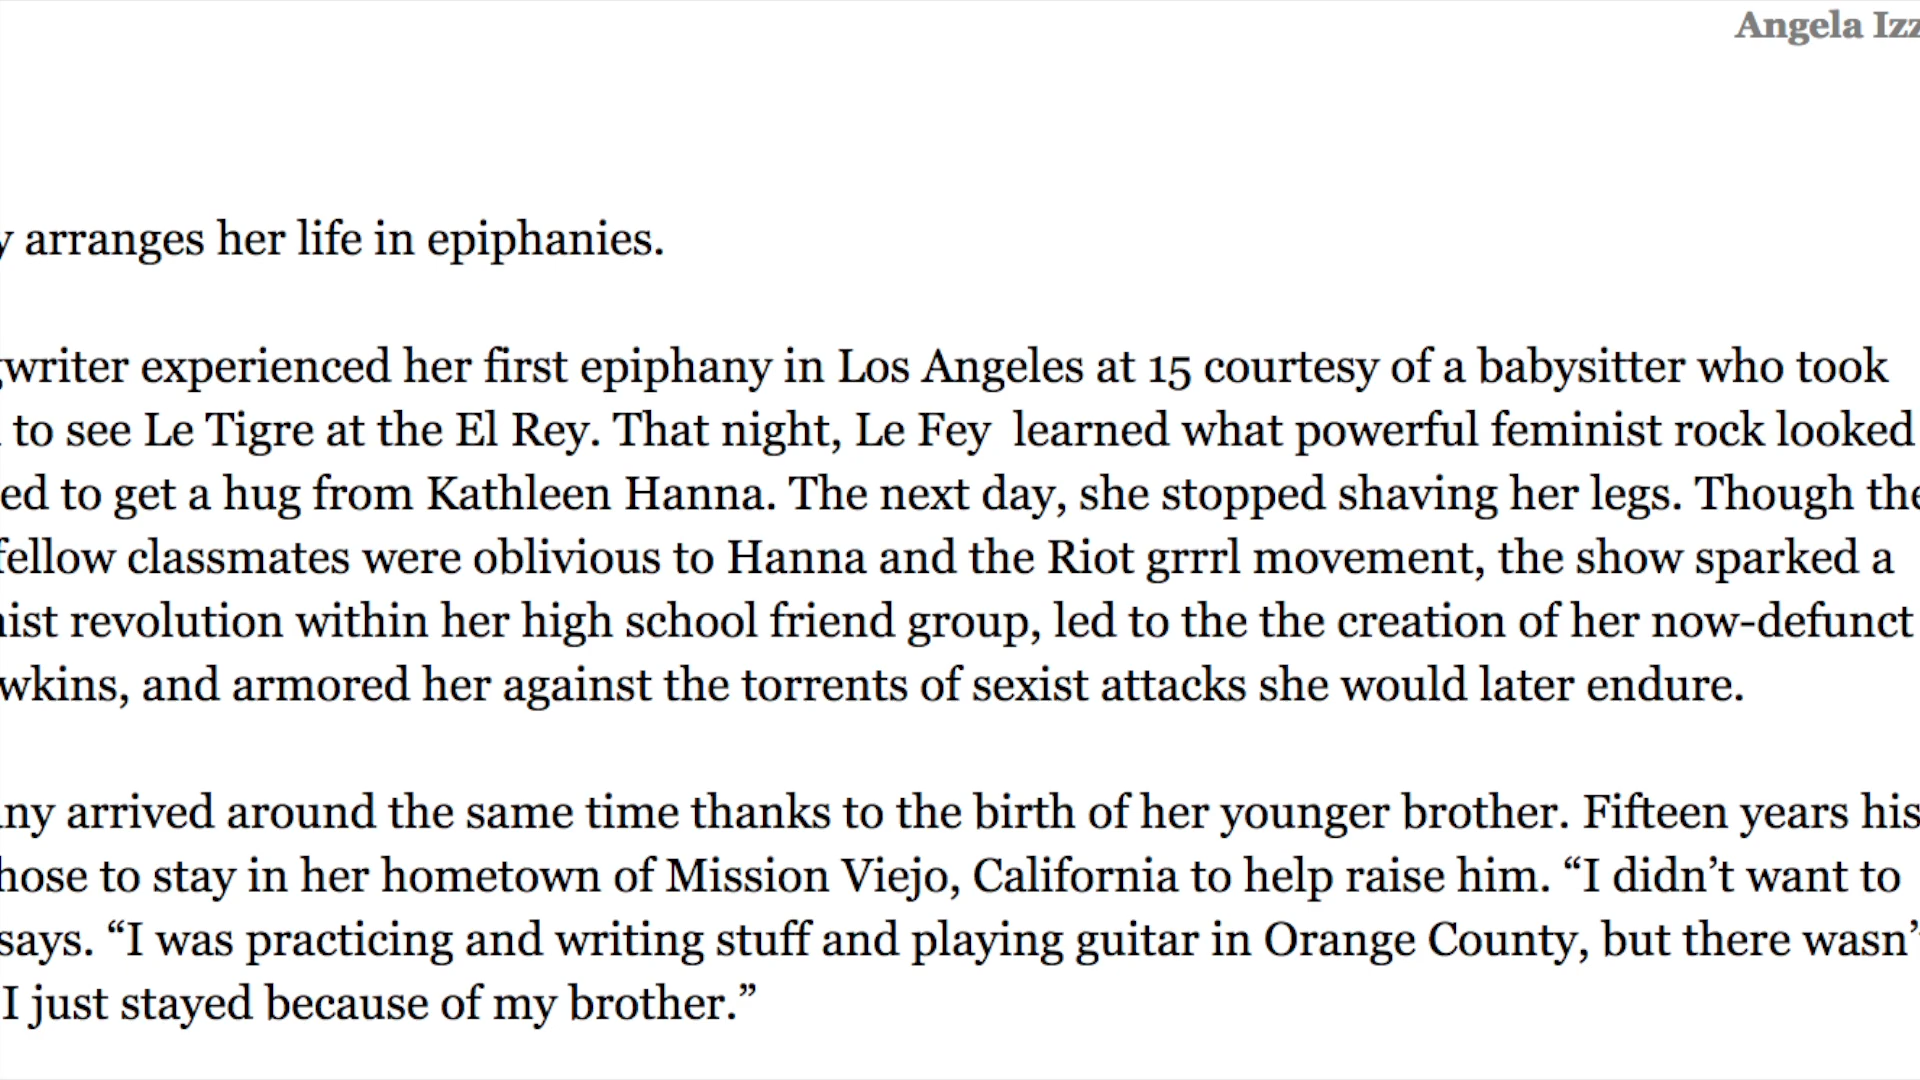 Angela Izz
y arranges her life in epiphanies.
gwriter experienced her first epiphany in Los Angeles at 15 courtesy of a babysitter who took
to see Le Tigre at the El Rey. That night, Le Fey  learned what powerful feminist rock looked
ed to get a hug from Kathleen Hanna. The next day, she stopped shaving her legs. Though the
fellow classmates were oblivious to Hanna and the Riot grrrl movement, the show sparked a
nist revolution within her high school friend group, led to the the creation of her now-defunct
wkins, and armored her against the torrents of sexist attacks she would later endure.
any arrived around the same time thanks to the birth of her younger brother. Fifteen years his
hose to stay in her hometown of Mission Viejo, California to help raise him. “I didn’t want to
says. “I was practicing and writing stuff and playing guitar in Orange County, but there wasn’
I just stayed because of my brother.”